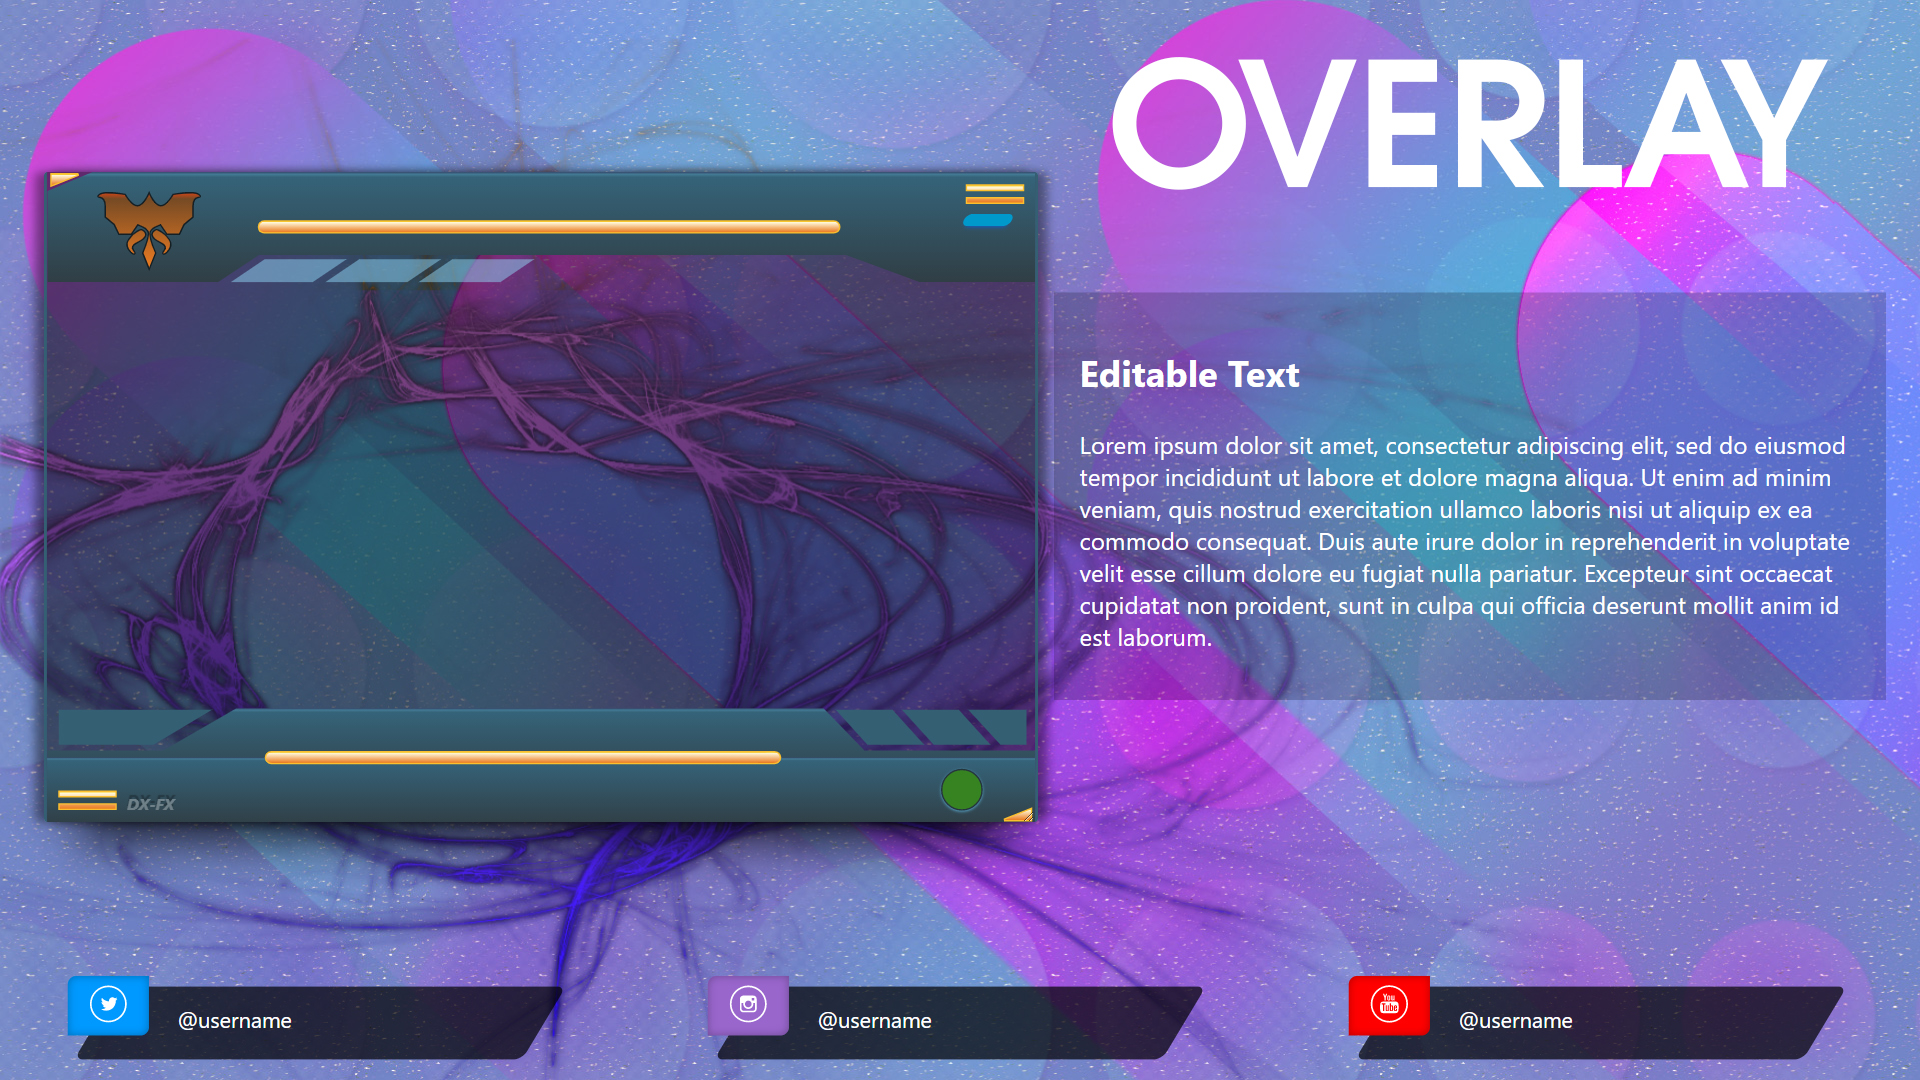 OVERLAY
Editable Text
Lorem ipsum dolor sit amet, consectetur adipiscing elit, sed do eiusmod
tempor incididunt ut labore et dolore magna aliqua. Ut enim ad minim
veniam, quis nostrud exercitation ullamco laboris nisi ut aliquip ex ea
commodo consequat. Duis aute irure dolor in reprehenderit in voluptate
velit esse cillum dolore eu fugiat nulla pariatur. Excepteur sint occaecat
cupidatat non proident, sunt in culpa qui officia deserunt mollit anim id
est laborum.
DX-FX
@username
@username
You
Tube
@username